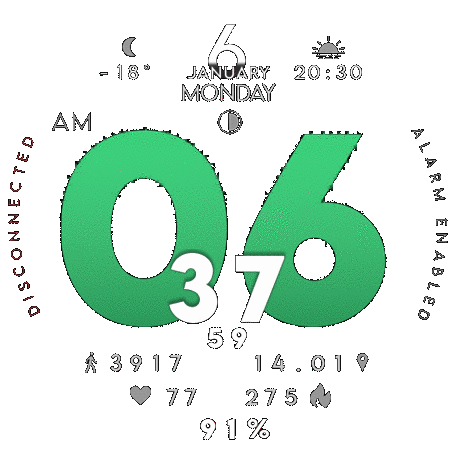 6
JANUARY
MONDAY
-18°
20:30
AM
DISCONNECTED
ALARM ENABLED
06
37
59
3917
14.01
77
275
91%